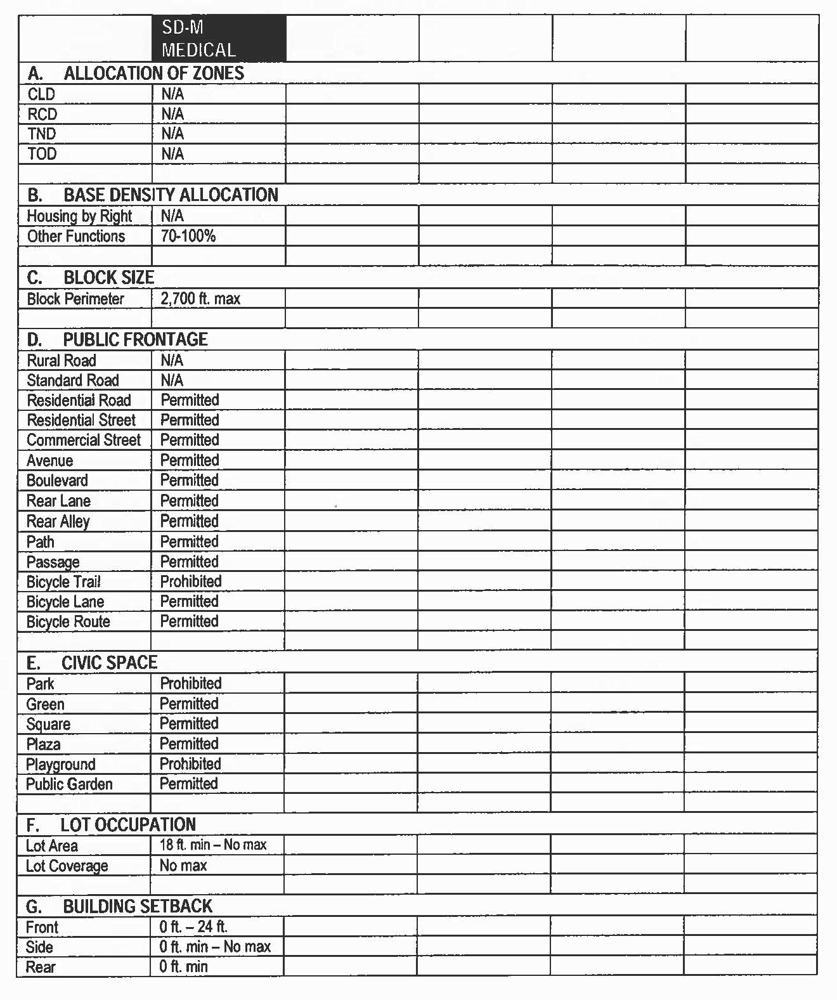 SD-M
MEDICAL
A. ALLOCATION OF ZONES
CLD N/A
RCD N/A
TND N/A
TOD N/A
B. BASE DENSITY ALLOCATION
Housing by Right N/A
Other Functions 70-100%
C. BLOCK SIZE
Block Perimeter 2,700 ft. max
D. PUBLIC FRONTAGE
Rural Road N/A
Standard Road N/A
Residential Road Permitted
Residential Street Permitted
Commercial Street Permitted
Avenue Permitted
Boulevard Permitted
Rear Lane Permitted
Rear Alley Permitted
Path Permitted
Passage Permitted
Bicycle Trail Prohibited
Bicycle Lane Permitted
Bicycle Route Permitted
E. CIVIC SPACE
Park Prohibited
Green Permitted
Square Permitted
Plaza Permitted
Playground Prohibited
Public Garden Permitted
F. LOT OCCUPATION
Lot Area 18 ft. min – No max
Lot Coverage No max
G. BUILDING SETBACK
Front 0 ft. – 24 ft.
Side 0 ft. min – No max
Rear 0 ft. min